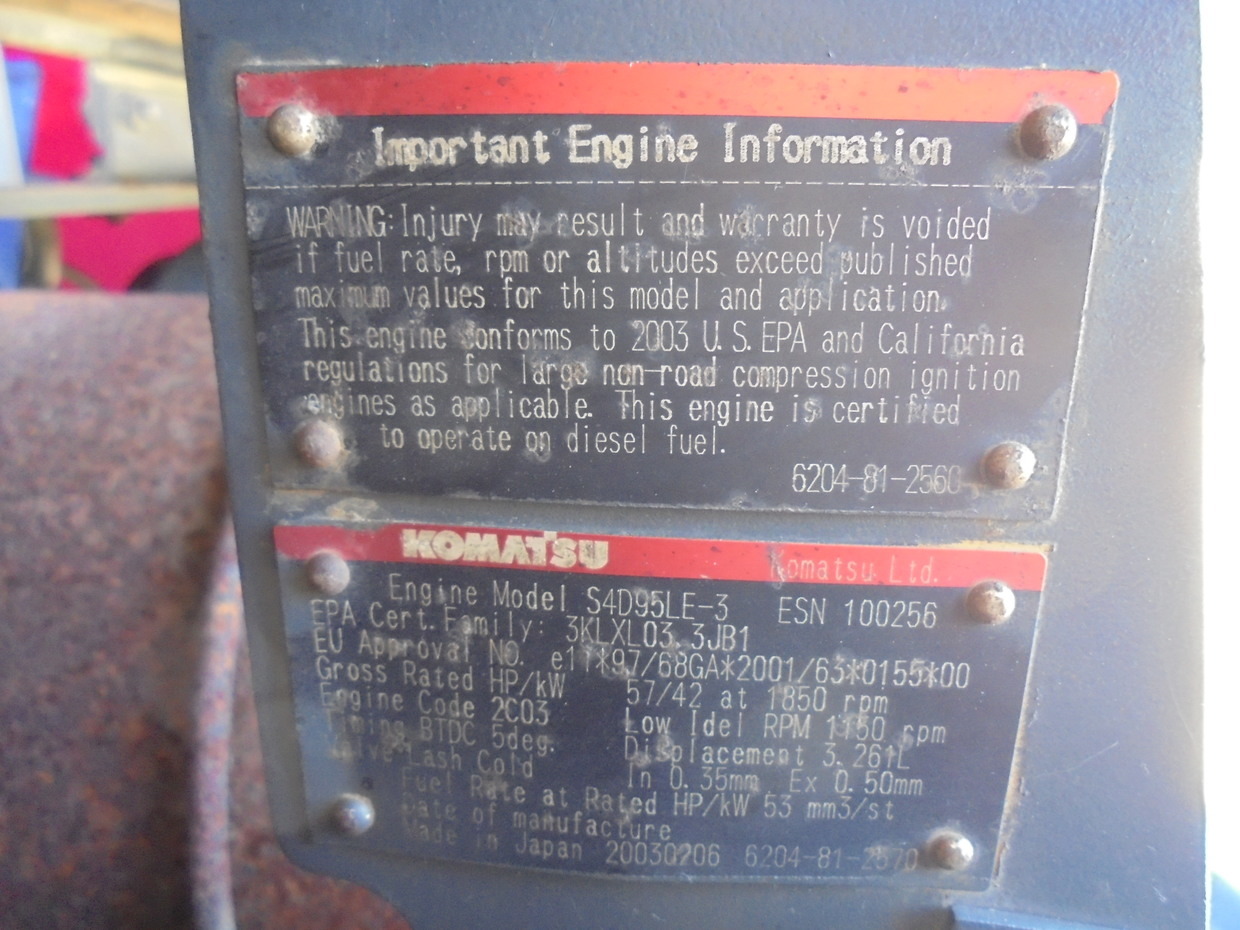 Important Engine Information
WARNING: Injury may result and warranty is voided
if fuel rate, rpm or altitudes exceed published
maximum values for this model and application.
This engine conforms to 2003 U.S. EPA and California
regulations for large non-road compression ignition
engines as applicable. This engine is certified
to operate on diesel fuel.
6204-81-2560
KOMATSU
Komatsu Ltd.
Engine Model S4D95LE-3 ESN 100256
EPA Cert. Family: 3KLXL03.3JB1
EU Approval NO. e11*97/68GA*2001/63*0155*00
Gross Rated HP/kW 57/42 at 1850 rpm
Engine Code 2C03 Low Idel RPM 1150 rpm
Timing BTDC 5deg. Displacement 3.261L
Valve Lash Cold In 0.35mm Ex 0.50mm
Fuel Rate at Rated HP/kW 53 mm3/st
Date of manufacture
Made in Japan 20030206 6204-81-2570